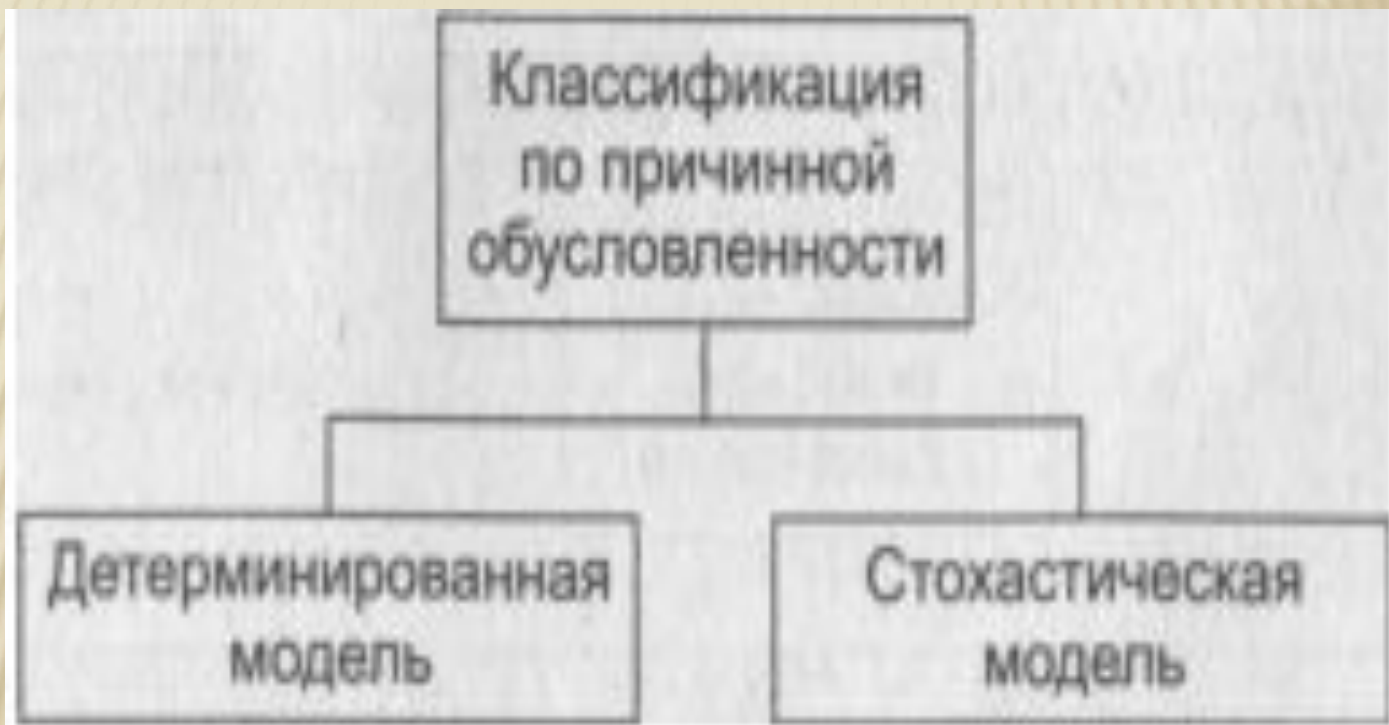 Классификация
по причинной
обусловленности
Детерминированная
модель
Стохастическая
модель